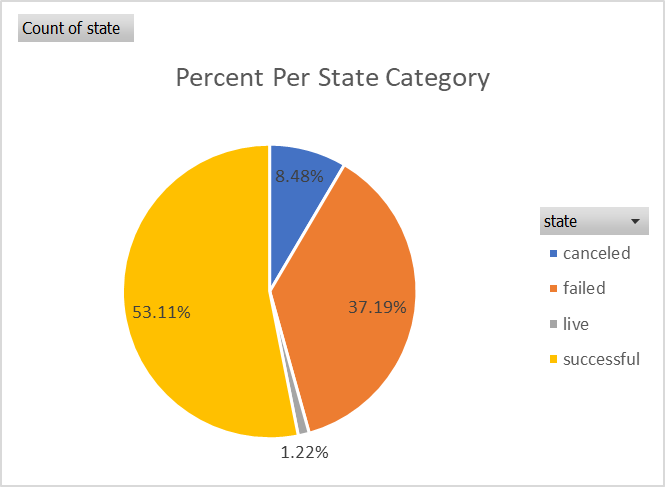 Count of state
Percent Per State Category
8.48%
37.19%
53.11%
1.22%
state
canceled
failed
live
successful